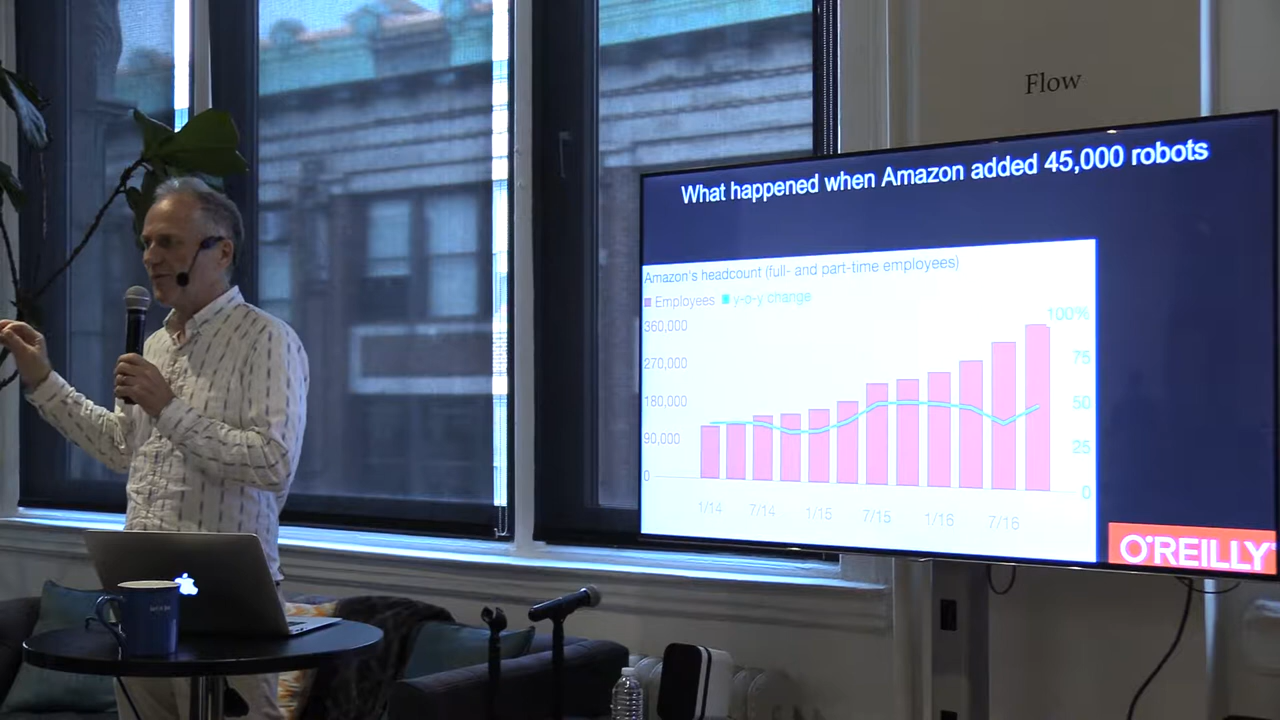 Flow
What happened when Amazon added 45,000 robots
Amazon's headcount (full- and part-time employees)
Employees y-o-y change
360,000
270,000
180,000
90,000
0
100%
75
50
25
0
1/14 7/14 1/15 7/15 1/16 7/16
O'REILLY